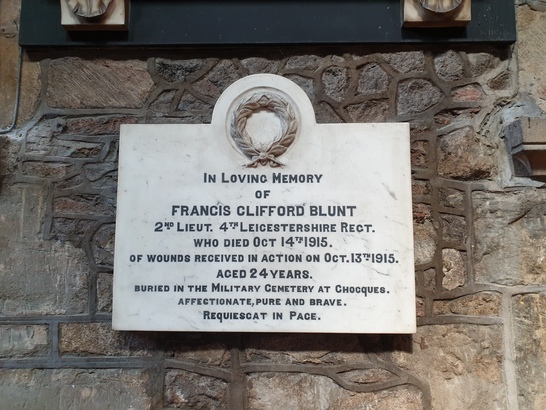 In Loving Memory
of
Francis Clifford Blunt
2nd Lieut. 4th Leicestershire Regt.
who died Oct 14th 1915.
of wounds received in action on Oct. 13th 1915.
aged 24 years.
buried in the Military Cemetery at Chocques.
affectionate, pure and brave.
Requiescat in Pace.